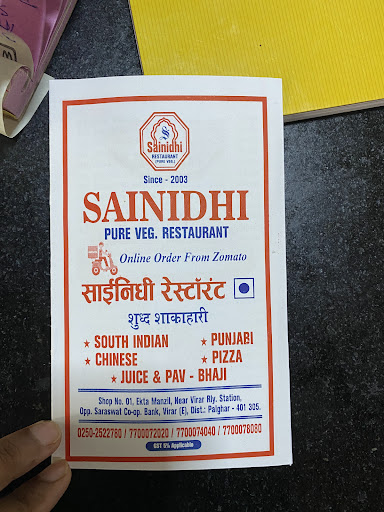 Sainidhi
RESTAURANT
(PURE VEG.)
Since - 2003
SAINIDHI
PURE VEG. RESTAURANT
Online Order From Zomato
साईनिधी रेस्टॉरंट
शुध्द शाकाहारी
★ SOUTH INDIAN ★ PUNJABI
★ CHINESE ★ PIZZA
★ JUICE & PAV - BHAJI
Shop No. 01, Ekta Manzil, Near Virar Rly. Station,
Opp. Saraswat Co-op. Bank, Virar (E), Dist.: Palghar - 401 305.
0250-2522780 / 7700072020 / 7700074040 / 7700078080
GST 5% Applicable